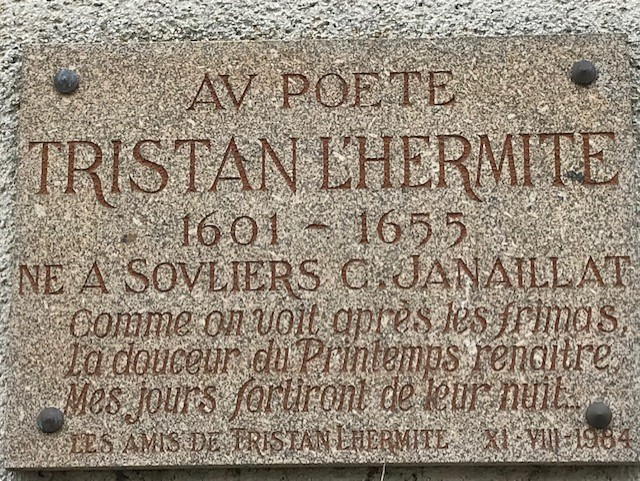 AV POETE
TRISTAN L'HERMITE
1601 - 1655
NE A SOVLIERS C. JANAILLAT
Comme on voit après les frimas,
La douceur du Printemps renaitre,
Mes jours ſortiront de leur nuit...
LES AMIS DE TRISTAN L'HERMITE XI-VIII-1984